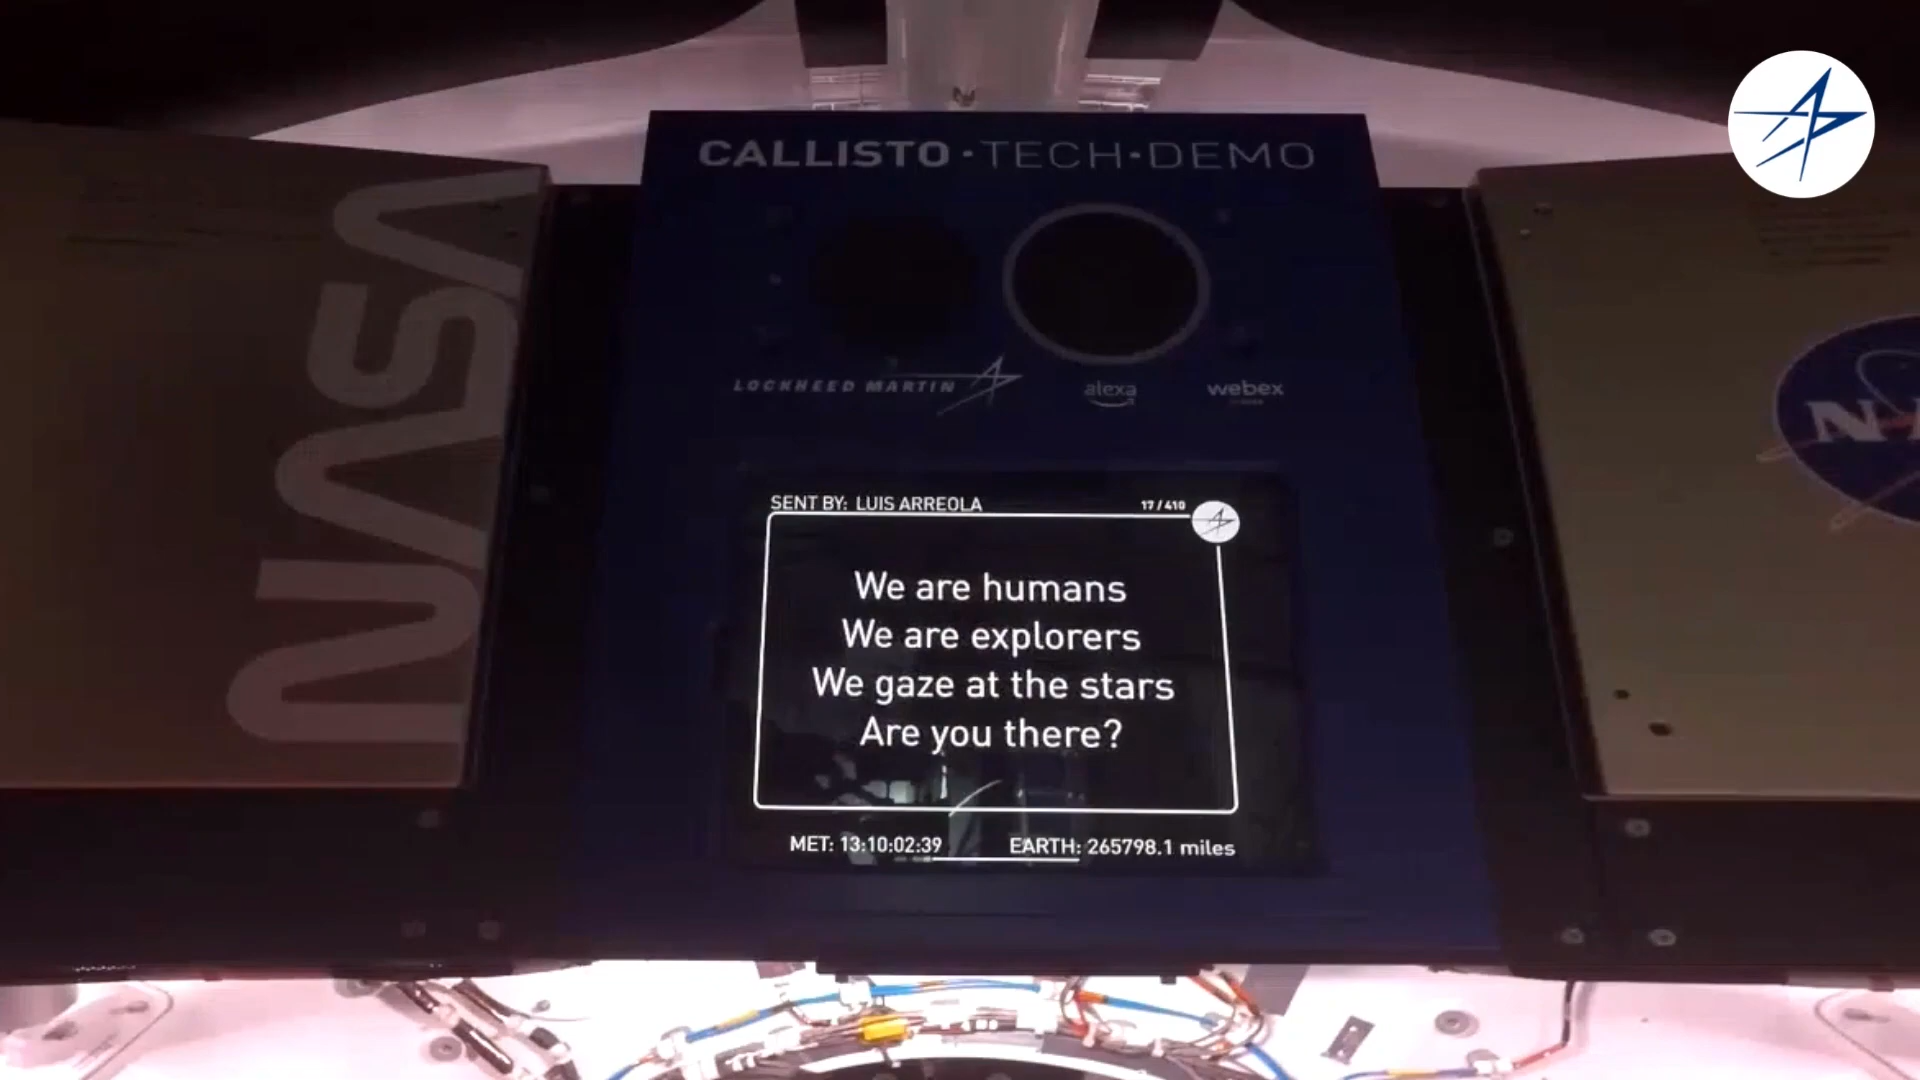 CALLISTO · TECH · DEMO
NASA
LOCKHEED MARTIN
alexa
webex
SENT BY: LUIS ARREOLA
17 / 410
We are humans
We are explorers
We gaze at the stars
Are you there?
MET: 13:10:02:39
EARTH: 265798.1 miles